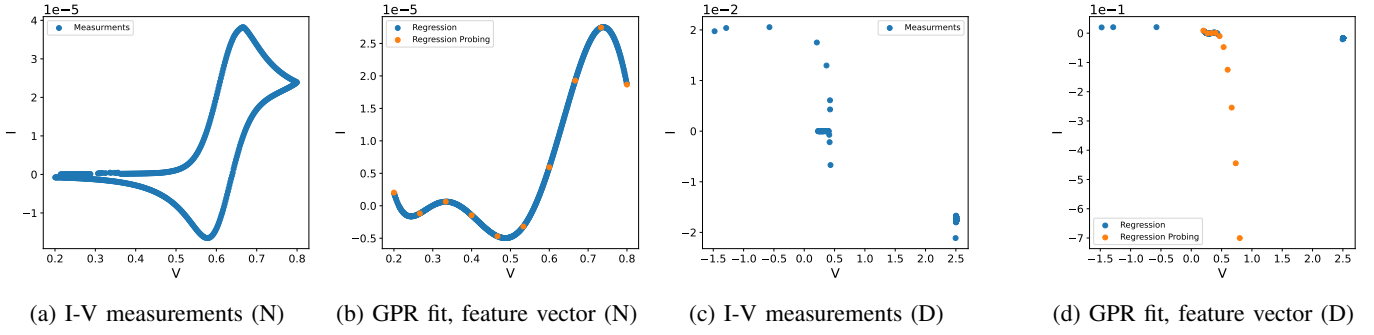 1e−5
Measurments
4
3
2
1
0
−1
I
0.2 0.3 0.4 0.5 0.6 0.7 0.8
V
(a) I-V measurements (N)
1e−5
Regression
Regression Probing
2.5
2.0
1.5
1.0
0.5
0.0
−0.5
I
0.2 0.3 0.4 0.5 0.6 0.7 0.8
V
(b) GPR fit, feature vector (N)
1e−2
Measurments
2
1
0
−1
−2
I
−1.5 −1.0 −0.5 0.0 0.5 1.0 1.5 2.0 2.5
V
(c) I-V measurements (D)
1e−1
0
−1
−2
−3
−4
−5
−6
−7
I
Regression
Regression Probing
−1.5 −1.0 −0.5 0.0 0.5 1.0 1.5 2.0 2.5
V
(d) GPR fit, feature vector (D)